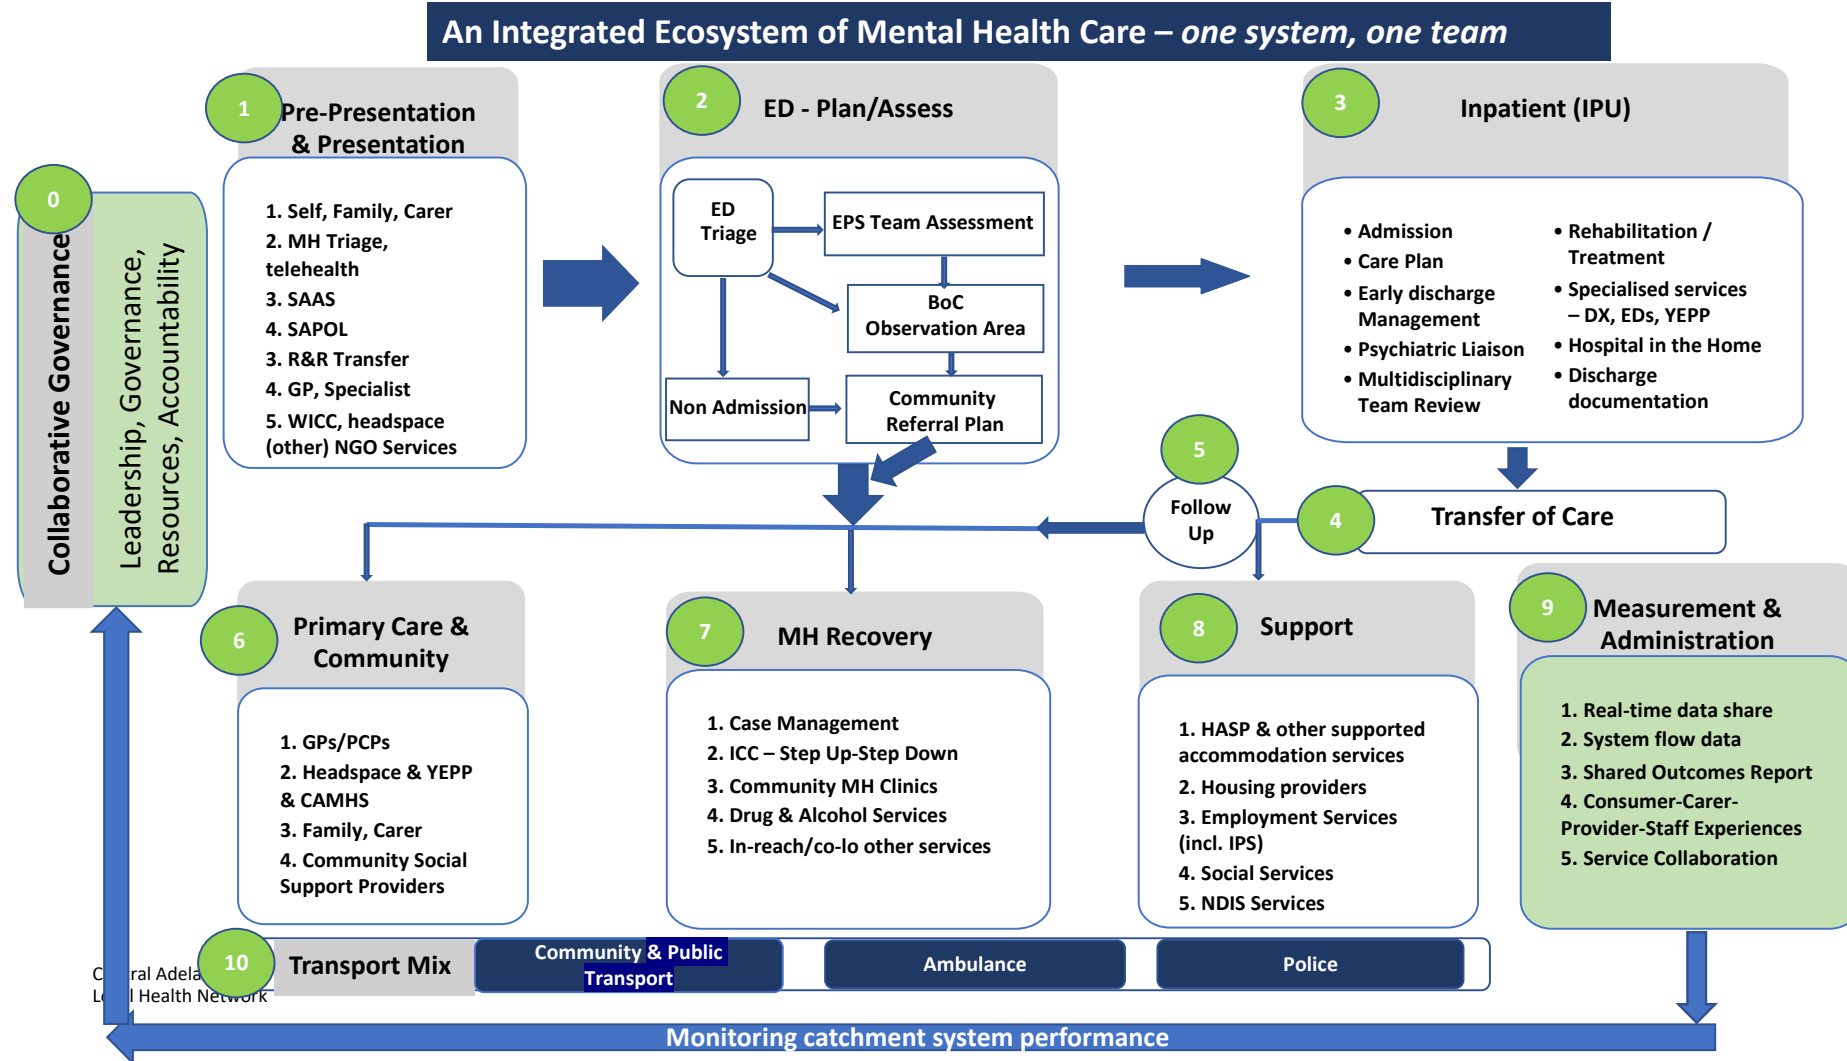 An Integrated Ecosystem of Mental Health Care – one system, one team
0
Collaborative Governance
Leadership, Governance,
Resources, Accountability
1
Pre-Presentation
& Presentation
1. Self, Family, Carer
2. MH Triage,
telehealth
3. SAAS
4. SAPOL
3. R&R Transfer
4. GP, Specialist
5. WICC, headspace
(other) NGO Services
2
ED - Plan/Assess
ED
Triage
EPS Team Assessment
BoC
Observation Area
Non Admission
Community
Referral Plan
3
Inpatient (IPU)
• Admission
• Care Plan
• Early discharge
Management
• Psychiatric Liaison
• Multidisciplinary
Team Review
• Rehabilitation /
Treatment
• Specialised services
– DX, EDs, YEPP
• Hospital in the Home
• Discharge
documentation
4
Transfer of Care
5
Follow
Up
6
Primary Care &
Community
1. GPs/PCPs
2. Headspace & YEPP
& CAMHS
3. Family, Carer
4. Community Social
Support Providers
7
MH Recovery
1. Case Management
2. ICC – Step Up-Step Down
3. Community MH Clinics
4. Drug & Alcohol Services
5. In-reach/co-lo other services
8
Support
1. HASP & other supported
accommodation services
2. Housing providers
3. Employment Services
(incl. IPS)
4. Social Services
5. NDIS Services
9
Measurement &
Administration
1. Real-time data share
2. System flow data
3. Shared Outcomes Report
4. Consumer-Carer-
Provider-Staff Experiences
5. Service Collaboration
10
Transport Mix
Community & Public
Transport
Ambulance
Police
Health Network
Monitoring catchment system performance